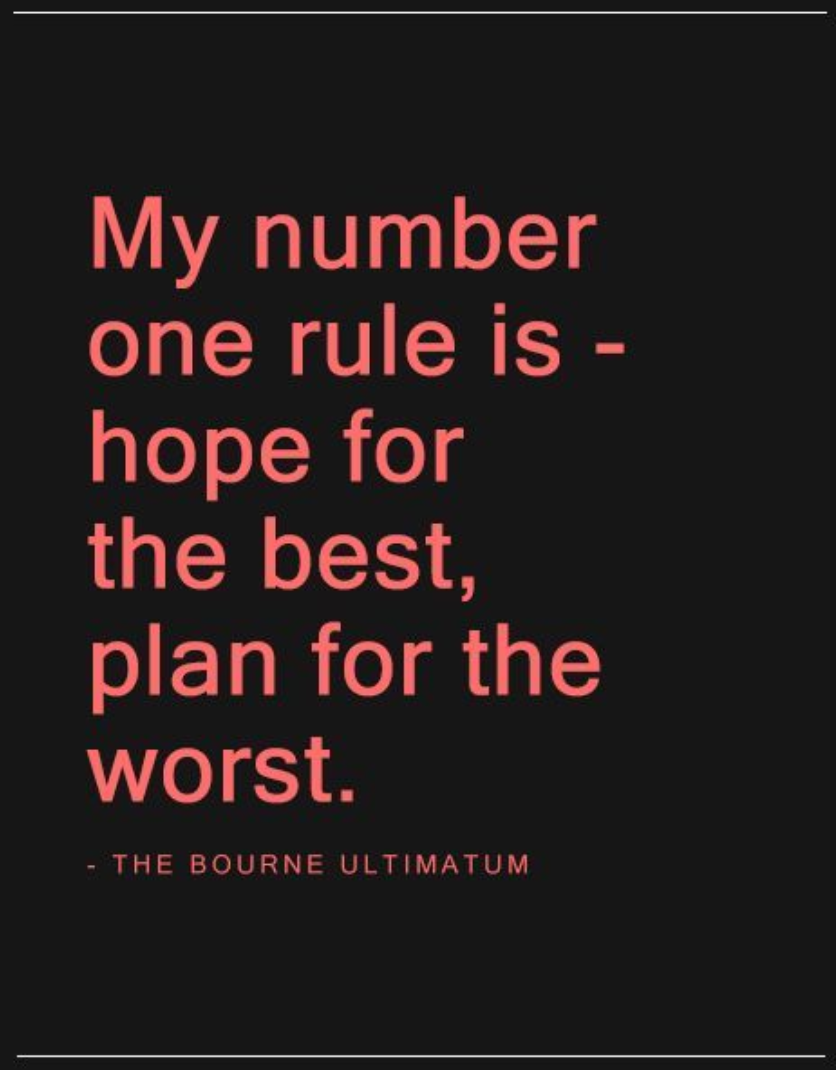 My number
one rule is -
hope for
the best,
plan for the
worst.
- THE BOURNE ULTIMATUM